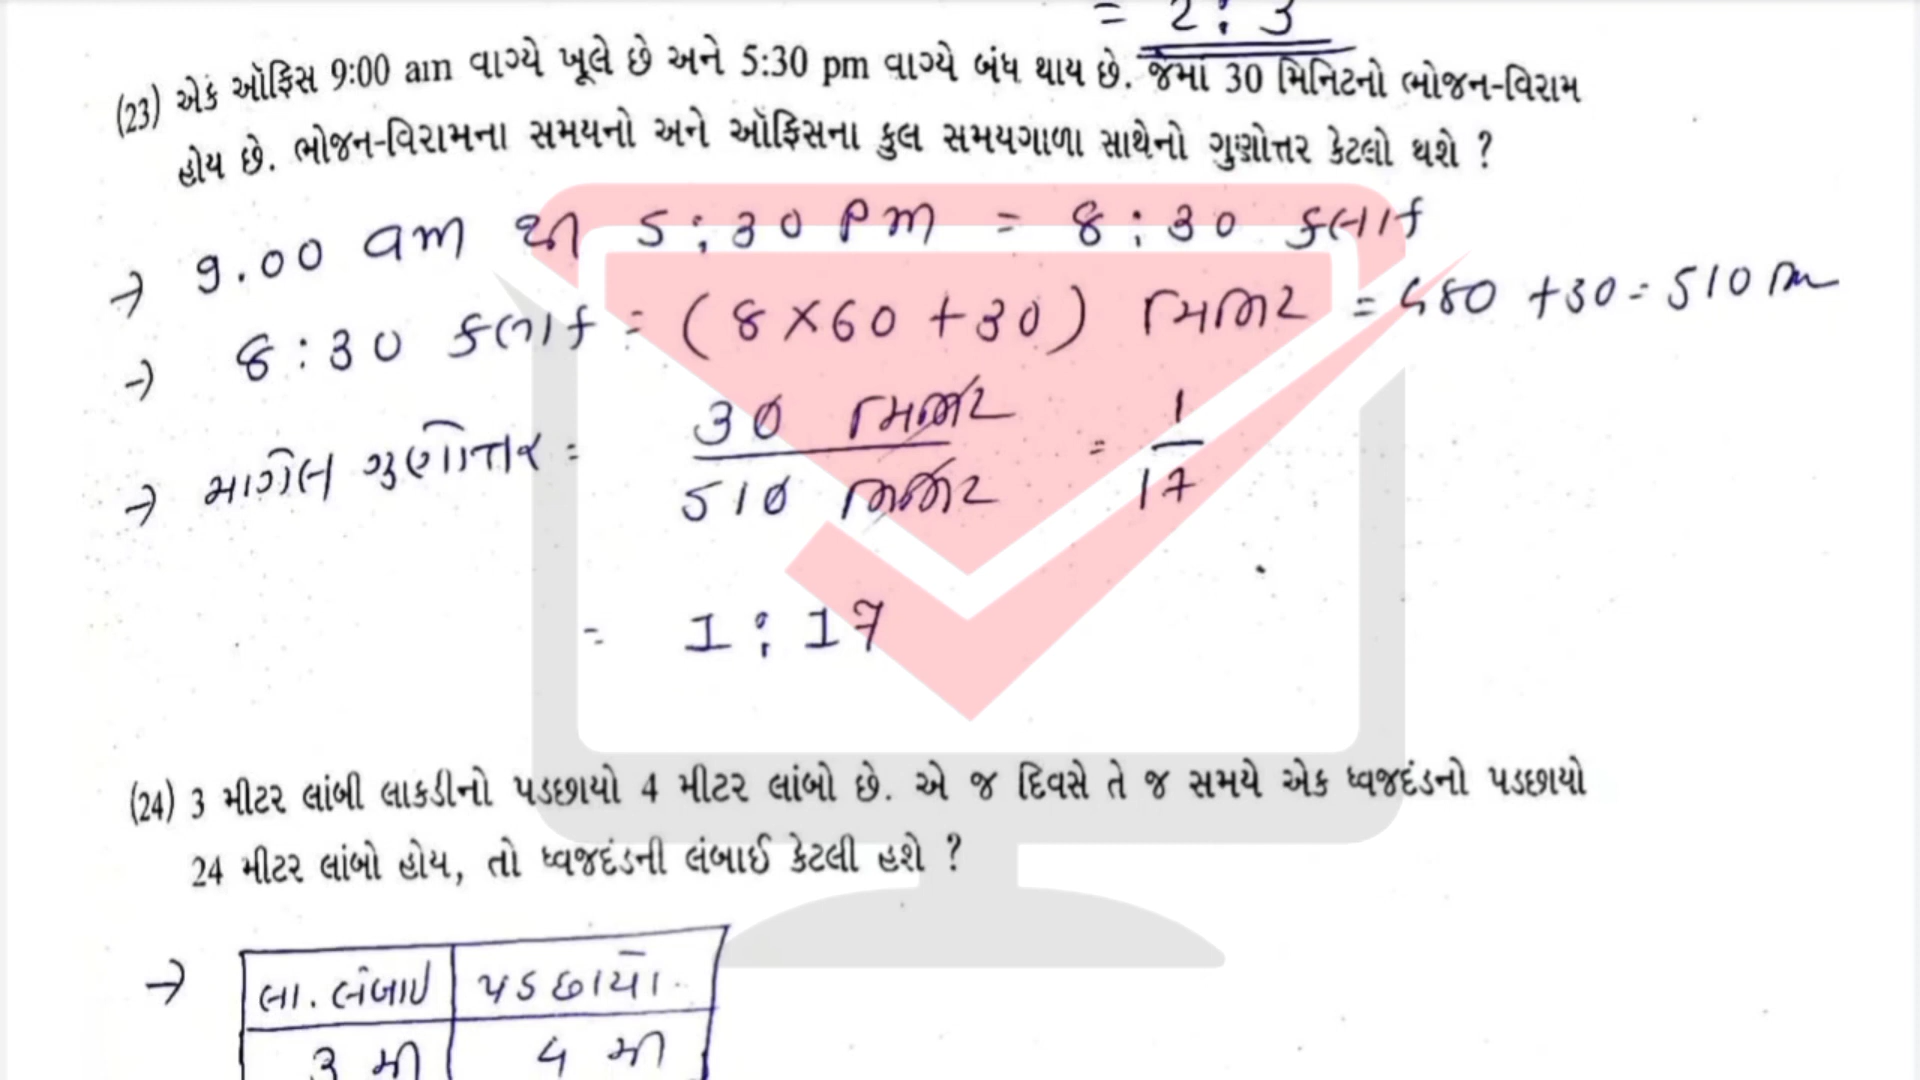 = 2 : 3
(23) એક ઑફિસ 9:00 am વાગ્યે ખૂલે છે અને 5:30 pm વાગ્યે બંધ થાય છે. જેમાં 30 મિનિટનો ભોજન-વિરામ
હોય છે. ભોજન-વિરામના સમયનો અને ઑફિસના કુલ સમયગાળા સાથેનો ગુણોત્તર કેટલો થશે ?
→ 9.00 am થી 5:30 Pm = 8:30 કલાક
→ 8:30 કલાક = (8×60+30) મિનિટ = 480 +30 = 510 m
→ માગેલ ગુણોત્તર = 30 મિનિટ / 510 મિનિટ = 1/17
= 1 : 17
(24) 3 મીટર લાંબી લાકડીનો પડછાયો 4 મીટર લાંબો છે. એ જ દિવસે તે જ સમયે એક ધ્વજદંડનો પડછાયો
24 મીટર લાંબો હોય, તો ધ્વજદંડની લંબાઈ કેટલી હશે ?
→ લા. લંબાઈ પડછાયો.
3 મી 4 મી